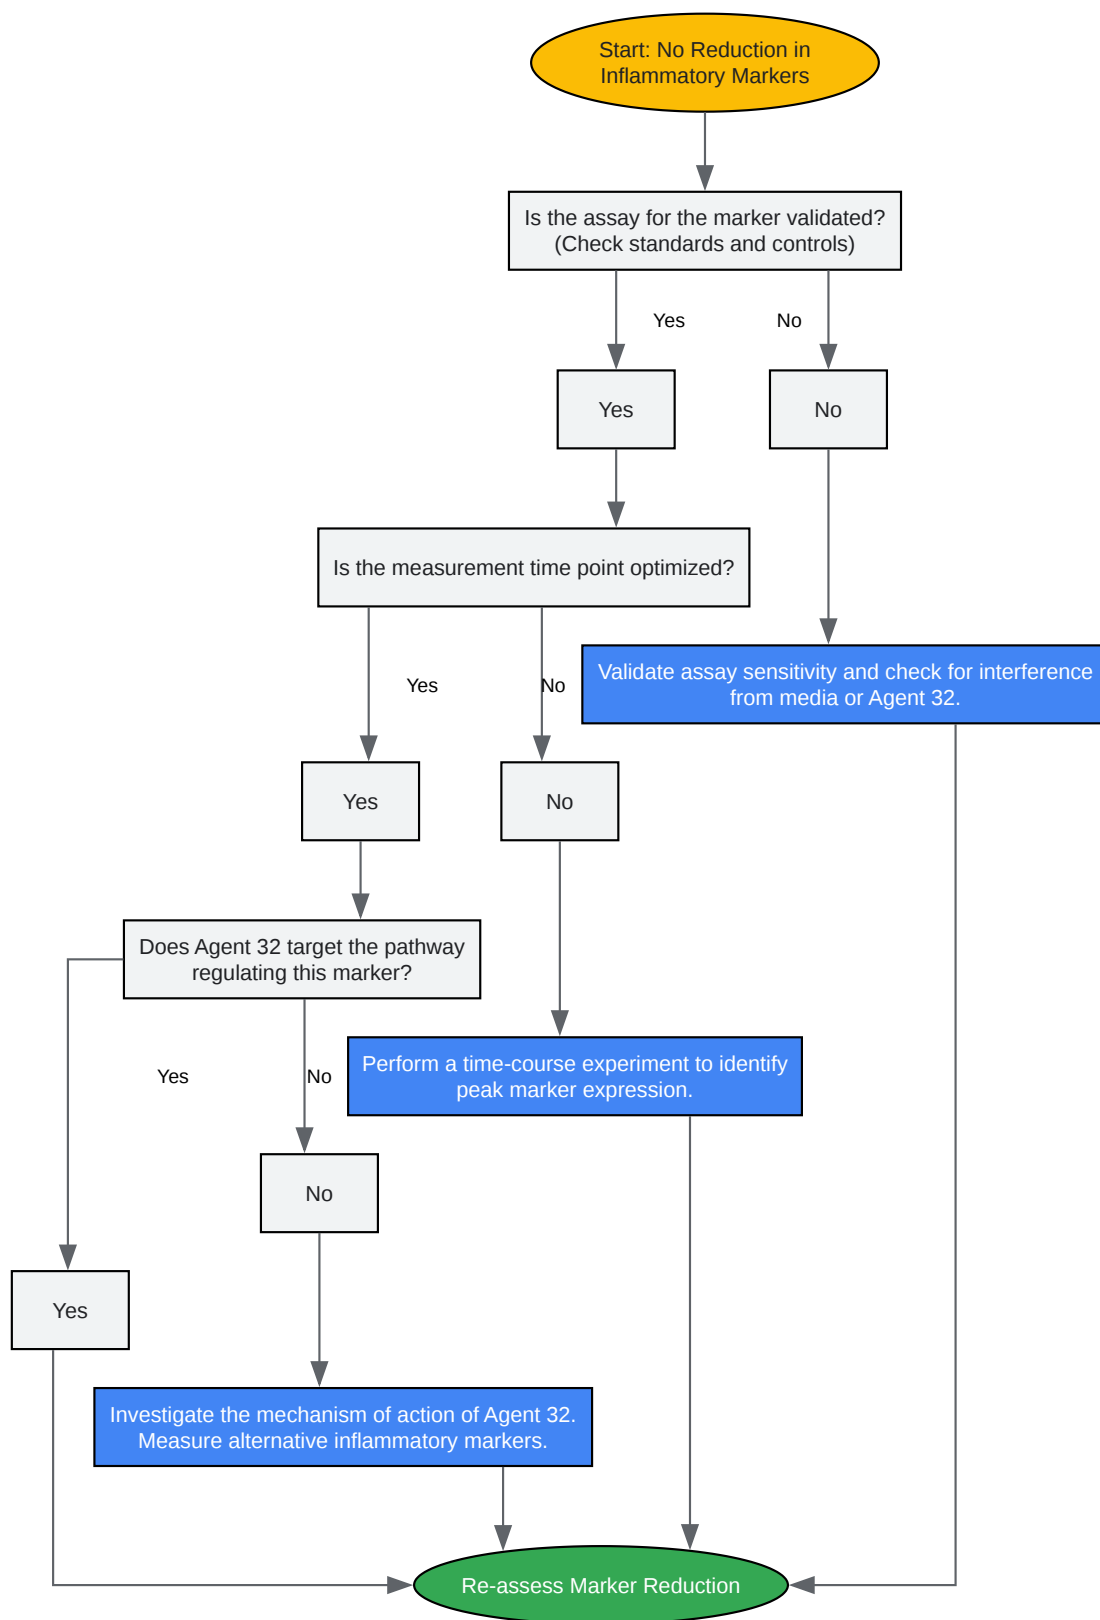 Start: No Reduction in
Inflammatory Markers
Is the assay for the marker validated?
(Check standards and controls)
Yes
No
Yes
No
Is the measurement time point optimized?
Validate assay sensitivity and check for interference
from media or Agent 32.
Yes
No
Yes
No
Does Agent 32 target the pathway
regulating this marker?
Perform a time-course experiment to identify
peak marker expression.
Yes
No
No
Yes
Investigate the mechanism of action of Agent 32.
Measure alternative inflammatory markers.
Re-assess Marker Reduction